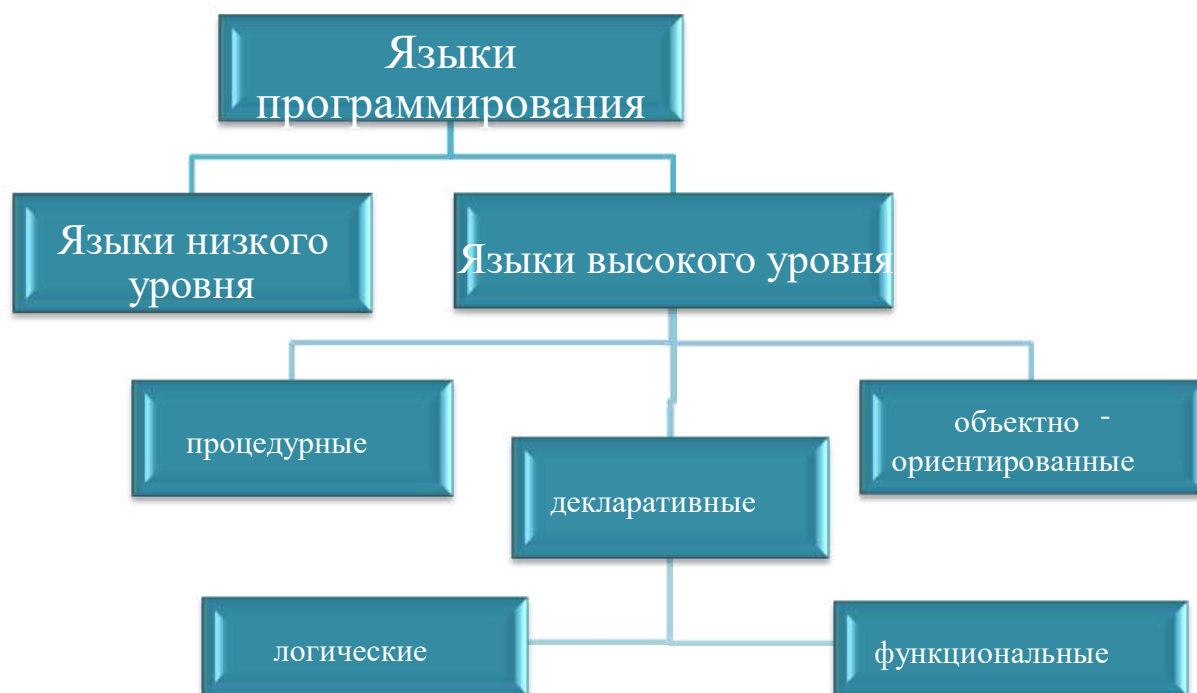 Языки
программирования
Языки низкого
уровня
Языки высокого уровня
процедурные
объектно -
ориентированные
декларативные
логические
функциональные